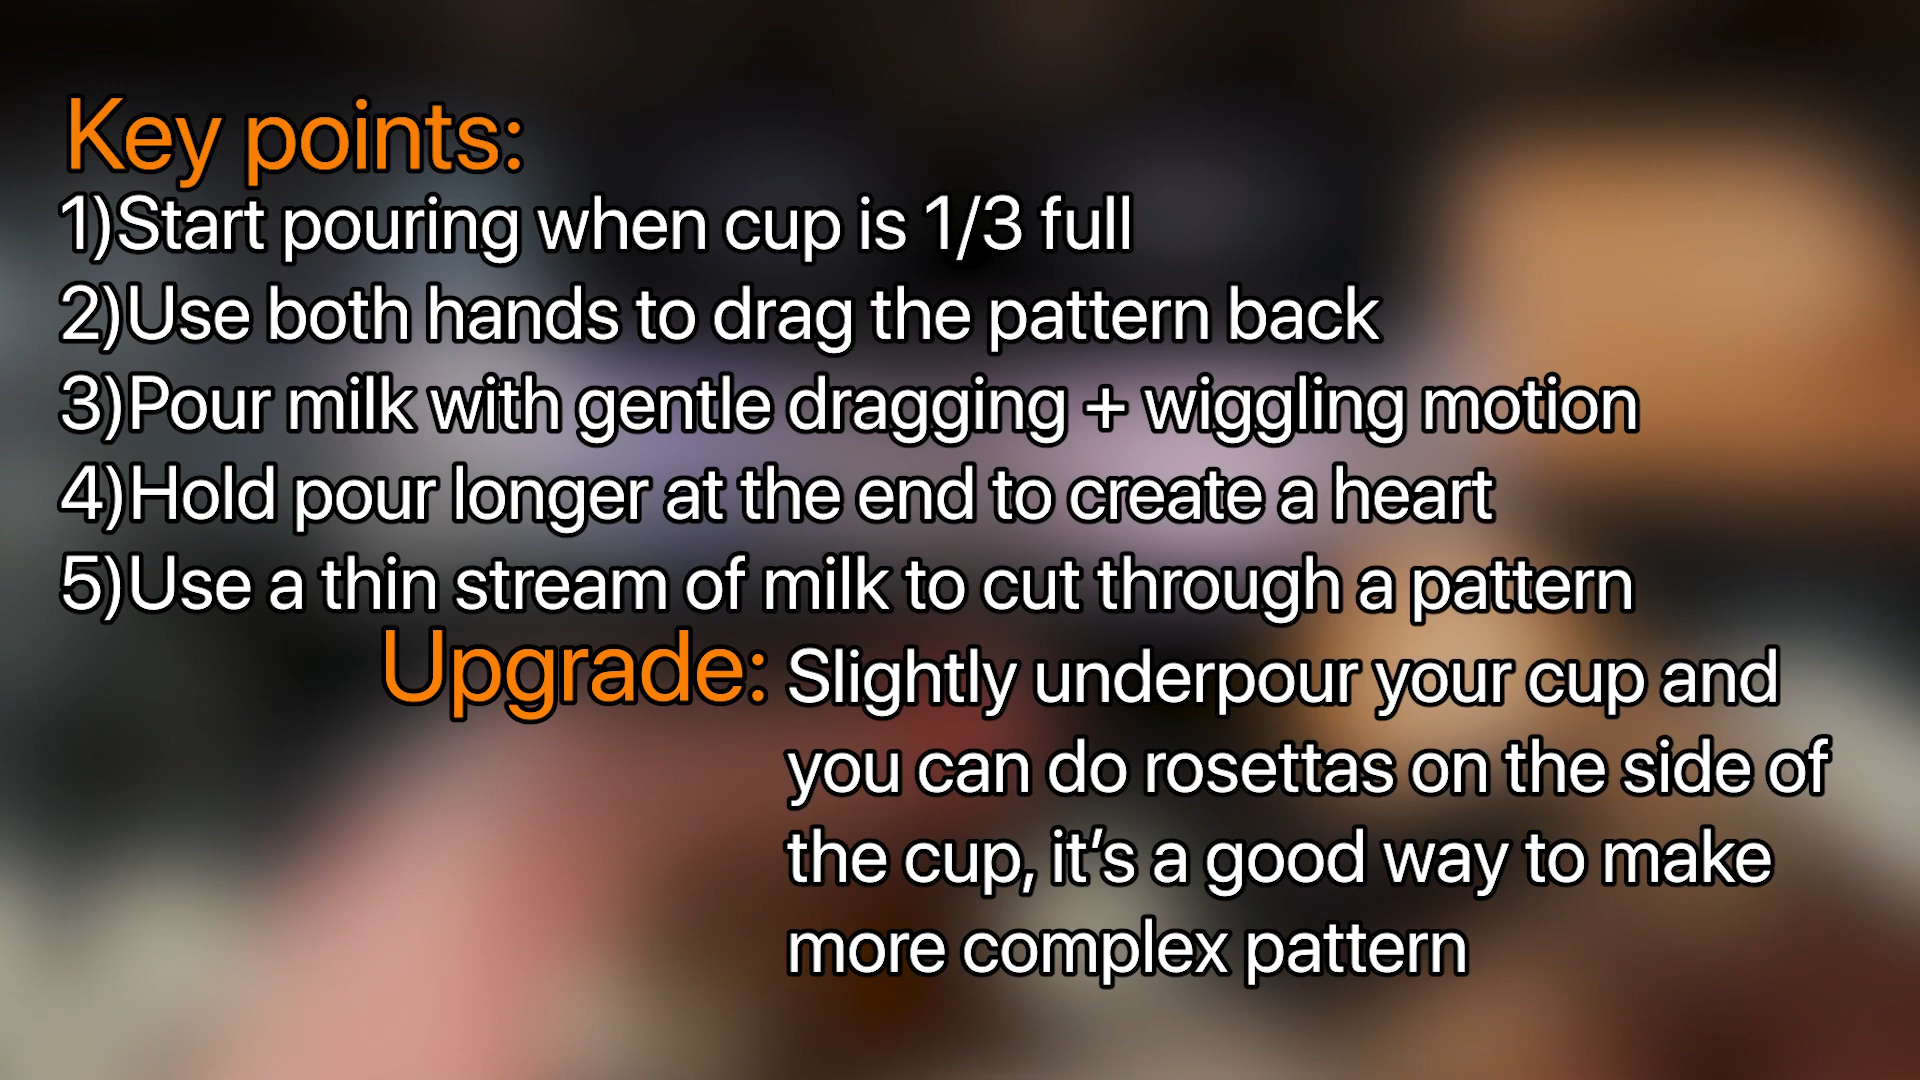 Key points:
1)Start pouring when cup is 1/3 full
2)Use both hands to drag the pattern back
3)Pour milk with gentle dragging + wiggling motion
4)Hold pour longer at the end to create a heart
5)Use a thin stream of milk to cut through a pattern
Upgrade: Slightly underpour your cup and
you can do rosettas on the side of
the cup, it’s a good way to make
more complex pattern